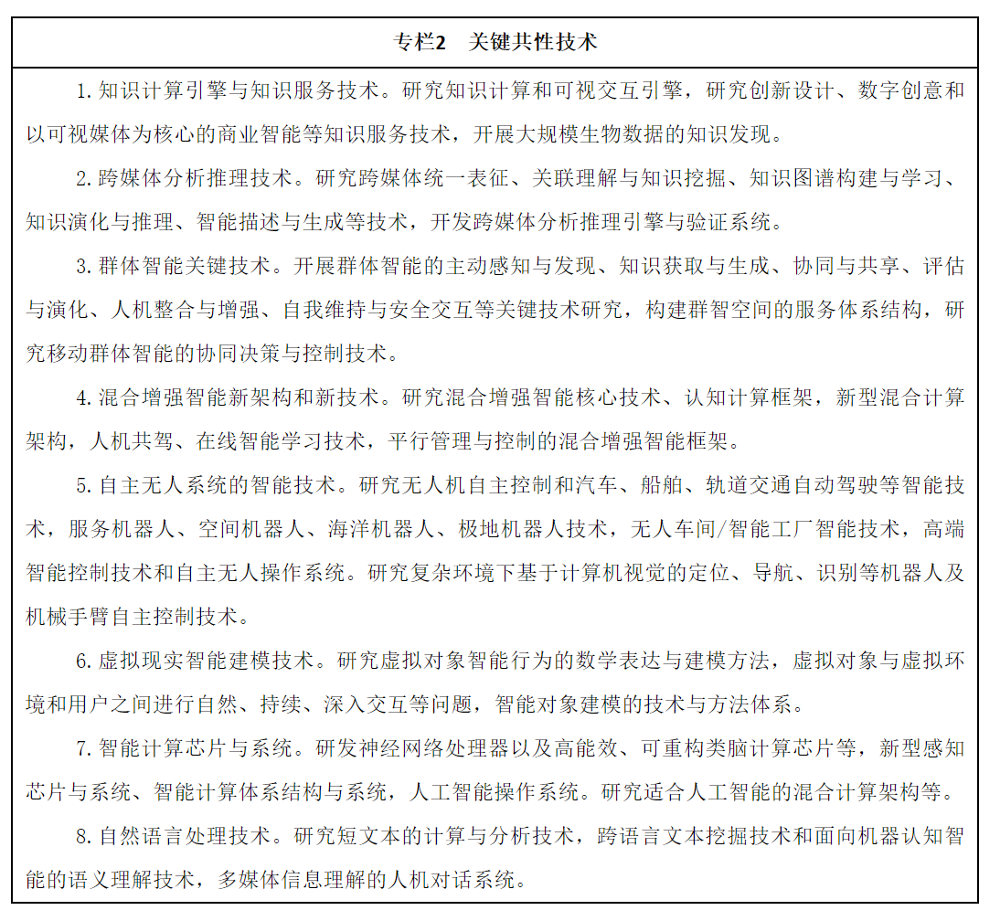 专栏2 关键共性技术
1.知识计算引擎与知识服务技术。研究知识计算和可视交互引擎，研究创新设计、数字创意和
以可视媒体为核心的商业智能等知识服务技术，开展大规模生物数据的知识发现。
2.跨媒体分析推理技术。研究跨媒体统一表征、关联理解与知识挖掘、知识图谱构建与学习、
知识演化与推理、智能描述与生成等技术，开发跨媒体分析推理引擎与验证系统。
3.群体智能关键技术。开展群体智能的主动感知与发现、知识获取与生成、协同与共享、评估
与演化、人机整合与增强、自我维持与安全交互等关键技术研究，构建群智空间的服务体系结构，研
究移动群体智能的协同决策与控制技术。
4.混合增强智能新架构和新技术。研究混合增强智能核心技术、认知计算框架，新型混合计算
架构，人机共驾、在线智能学习技术，平行管理与控制的混合增强智能框架。
5.自主无人系统的智能技术。研究无人机自主控制和汽车、船舶、轨道交通自动驾驶等智能技
术，服务机器人、空间机器人、海洋机器人、极地机器人技术，无人车间/智能工厂智能技术，高端
智能控制技术和自主无人操作系统。研究复杂环境下基于计算机视觉的定位、导航、识别等机器人及
机械手臂自主控制技术。
6.虚拟现实智能建模技术。研究虚拟对象智能行为的数学表达与建模方法，虚拟对象与虚拟环
境和用户之间进行自然、持续、深入交互等问题，智能对象建模的技术与方法体系。
7.智能计算芯片与系统。研发神经网络处理器以及高能效、可重构类脑计算芯片等，新型感知
芯片与系统、智能计算体系结构与系统，人工智能操作系统。研究适合人工智能的混合计算架构等。
8.自然语言处理技术。研究短文本的计算与分析技术，跨语言文本挖掘技术和面向机器认知智
能的语义理解技术，多媒体信息理解的人机对话系统。